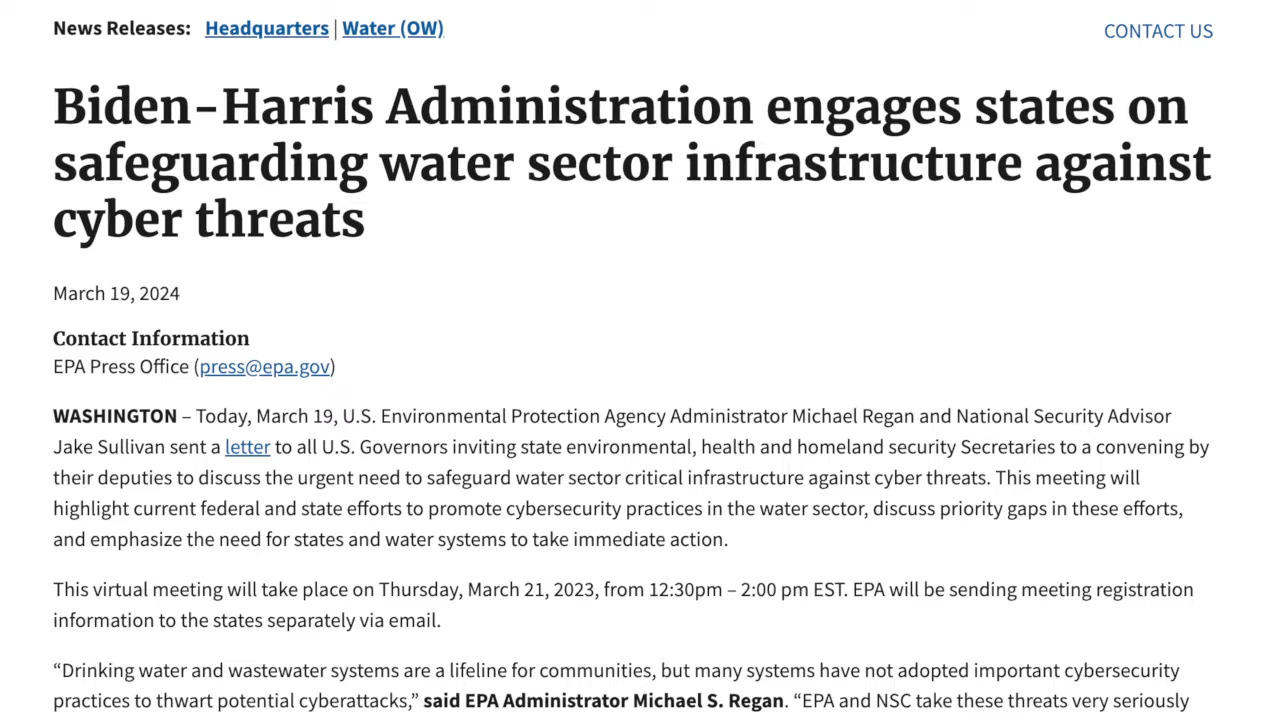 News Releases: Headquarters | Water (OW)
CONTACT US
Biden-Harris Administration engages states on
safeguarding water sector infrastructure against
cyber threats
March 19, 2024
Contact Information
EPA Press Office (press@epa.gov)
WASHINGTON – Today, March 19, U.S. Environmental Protection Agency Administrator Michael Regan and National Security Advisor
Jake Sullivan sent a letter to all U.S. Governors inviting state environmental, health and homeland security Secretaries to a convening by
their deputies to discuss the urgent need to safeguard water sector critical infrastructure against cyber threats. This meeting will
highlight current federal and state efforts to promote cybersecurity practices in the water sector, discuss priority gaps in these efforts,
and emphasize the need for states and water systems to take immediate action.
This virtual meeting will take place on Thursday, March 21, 2023, from 12:30pm – 2:00 pm EST. EPA will be sending meeting registration
information to the states separately via email.
“Drinking water and wastewater systems are a lifeline for communities, but many systems have not adopted important cybersecurity
practices to thwart potential cyberattacks,” said EPA Administrator Michael S. Regan. “EPA and NSC take these threats very seriously